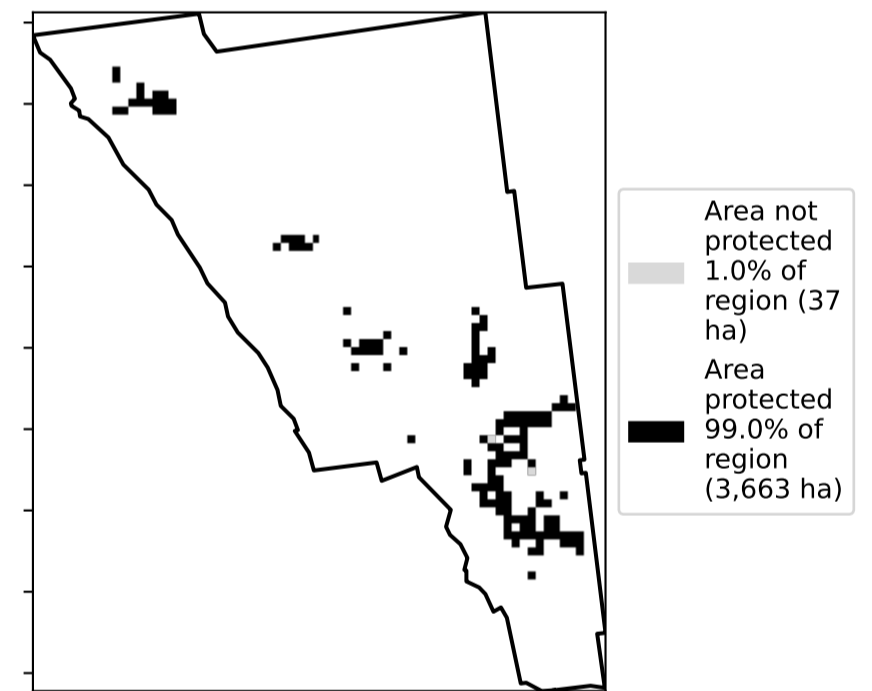 Area not
protected
1.0% of
region (37
ha)
Area
protected
99.0% of
region
(3,663 ha)